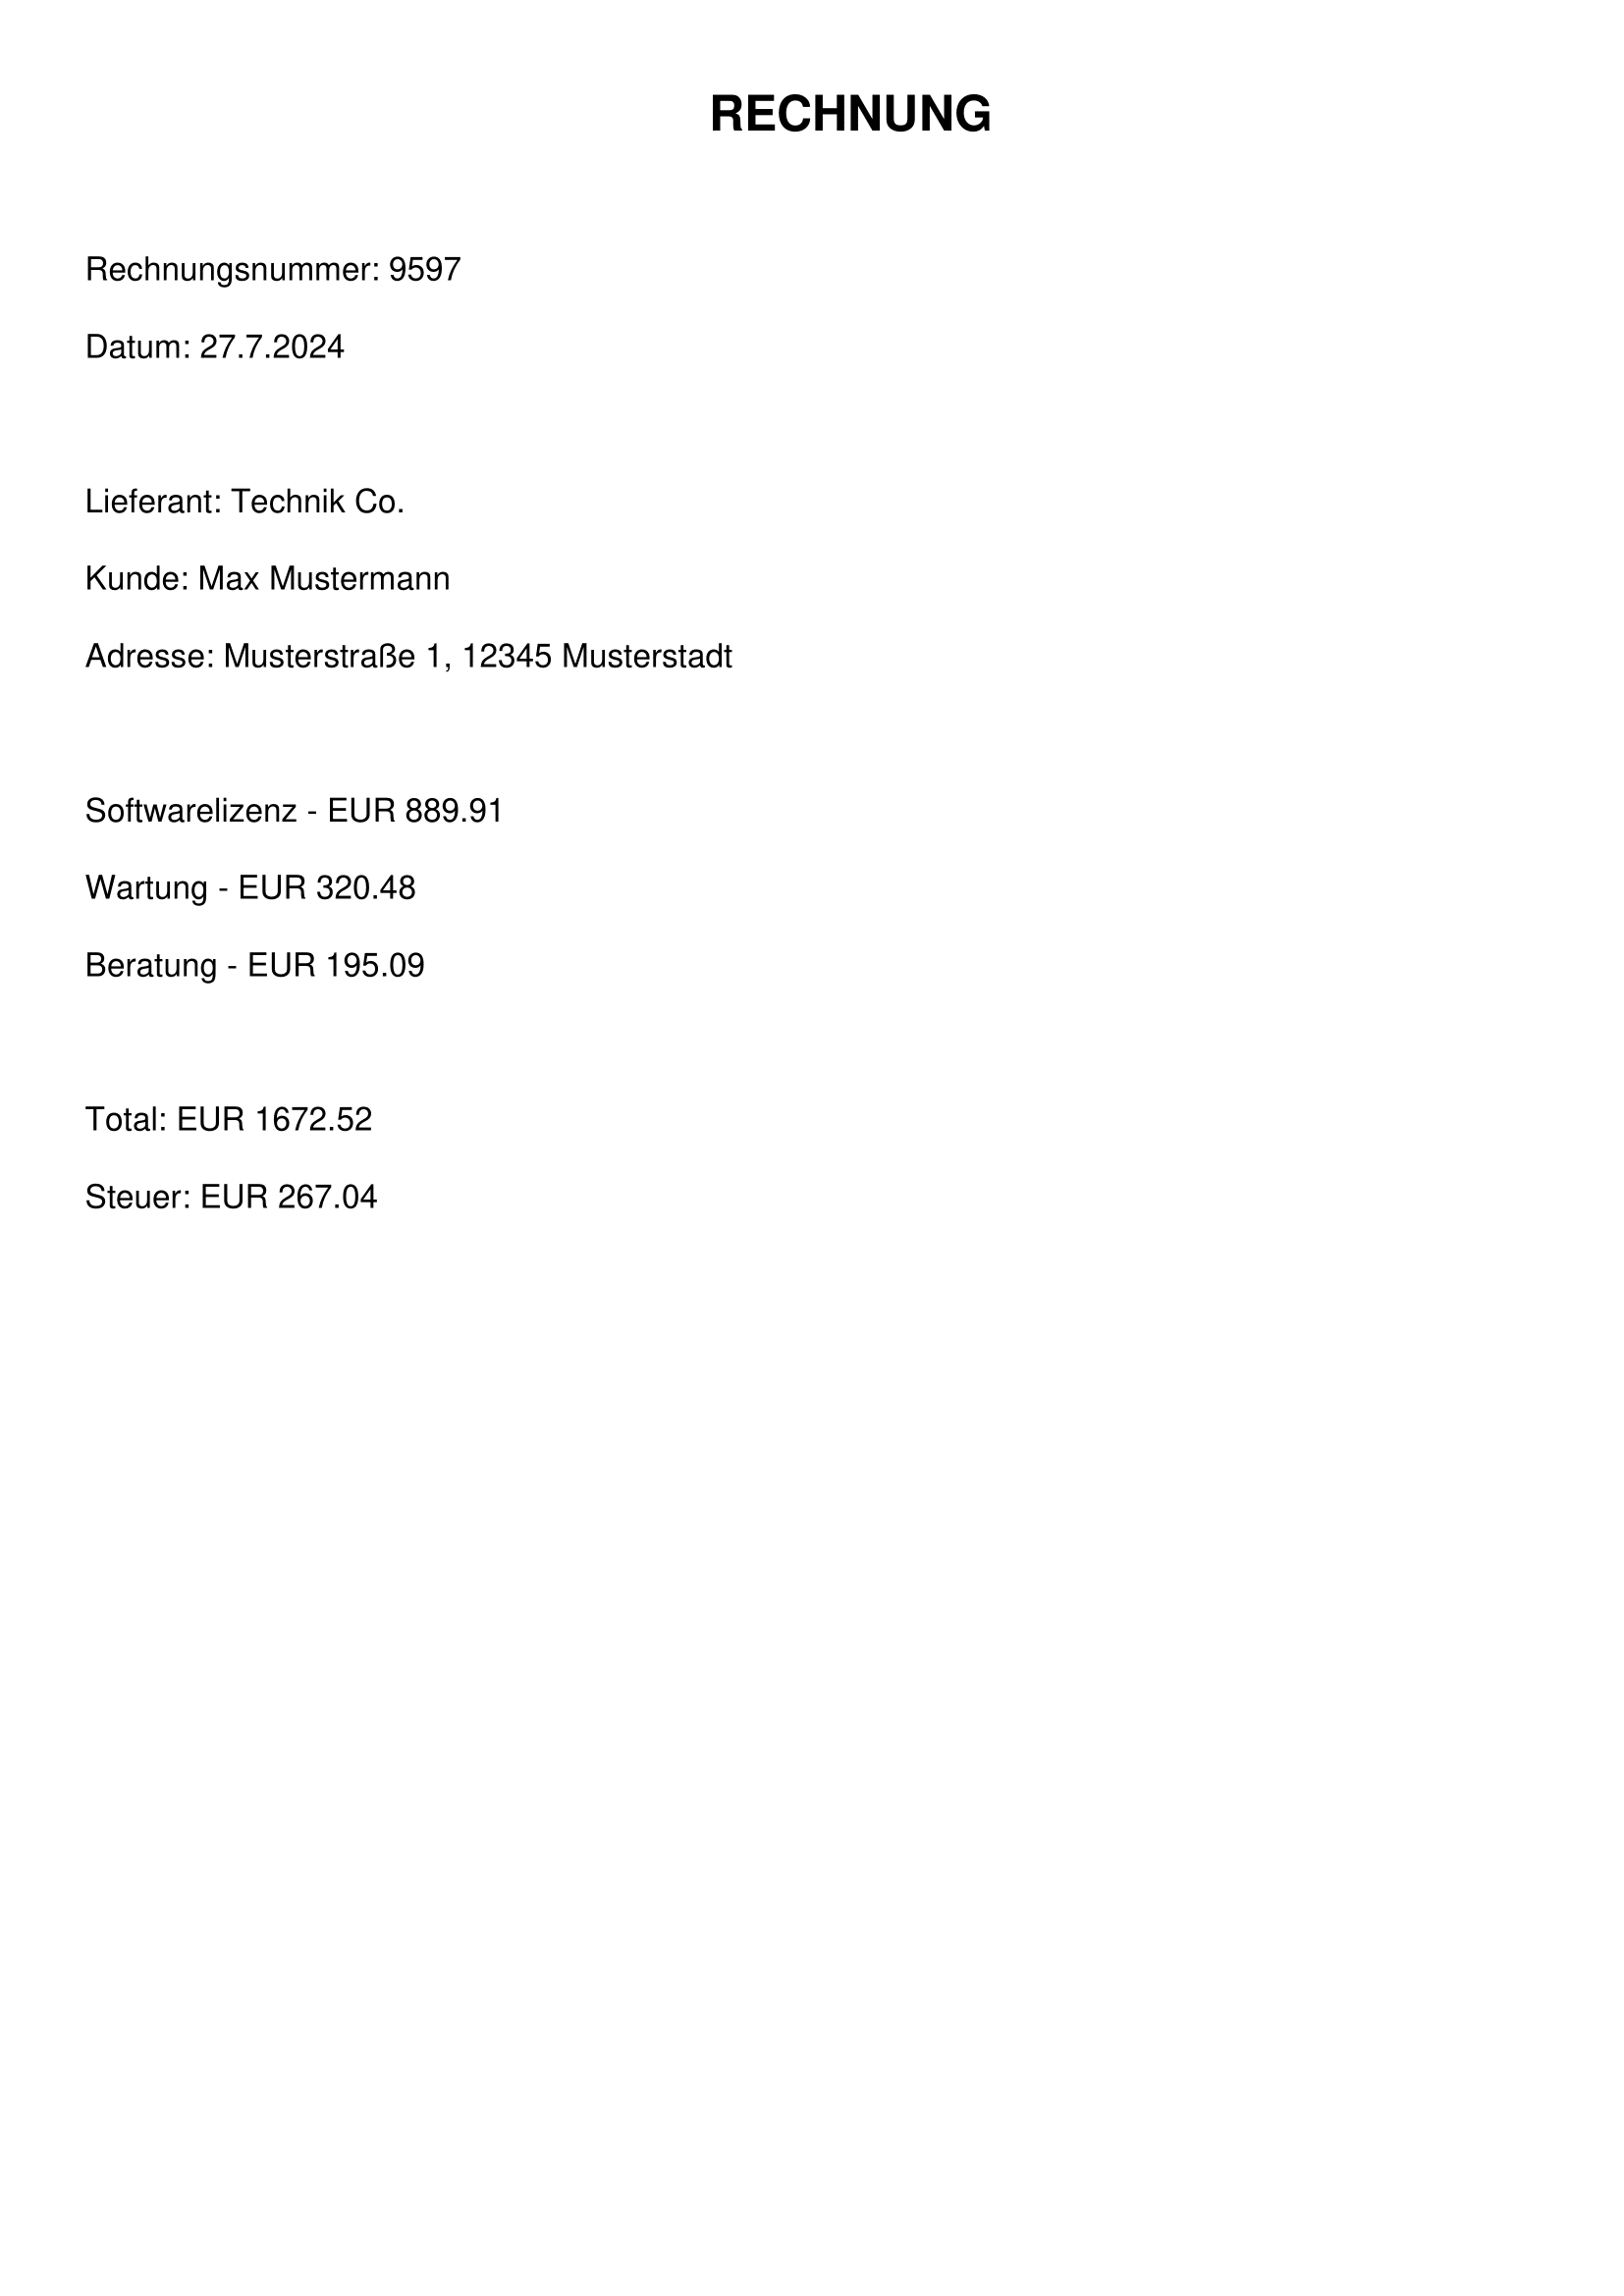 RECHNUNG
Rechnungsnummer: 9597
Datum: 27.7.2024
Lieferant: Technik Co.
Kunde: Max Mustermann
Adresse: Musterstraße 1, 12345 Musterstadt
Softwarelizenz - EUR 889.91
Wartung - EUR 320.48
Beratung - EUR 195.09
Total: EUR 1672.52
Steuer: EUR 267.04